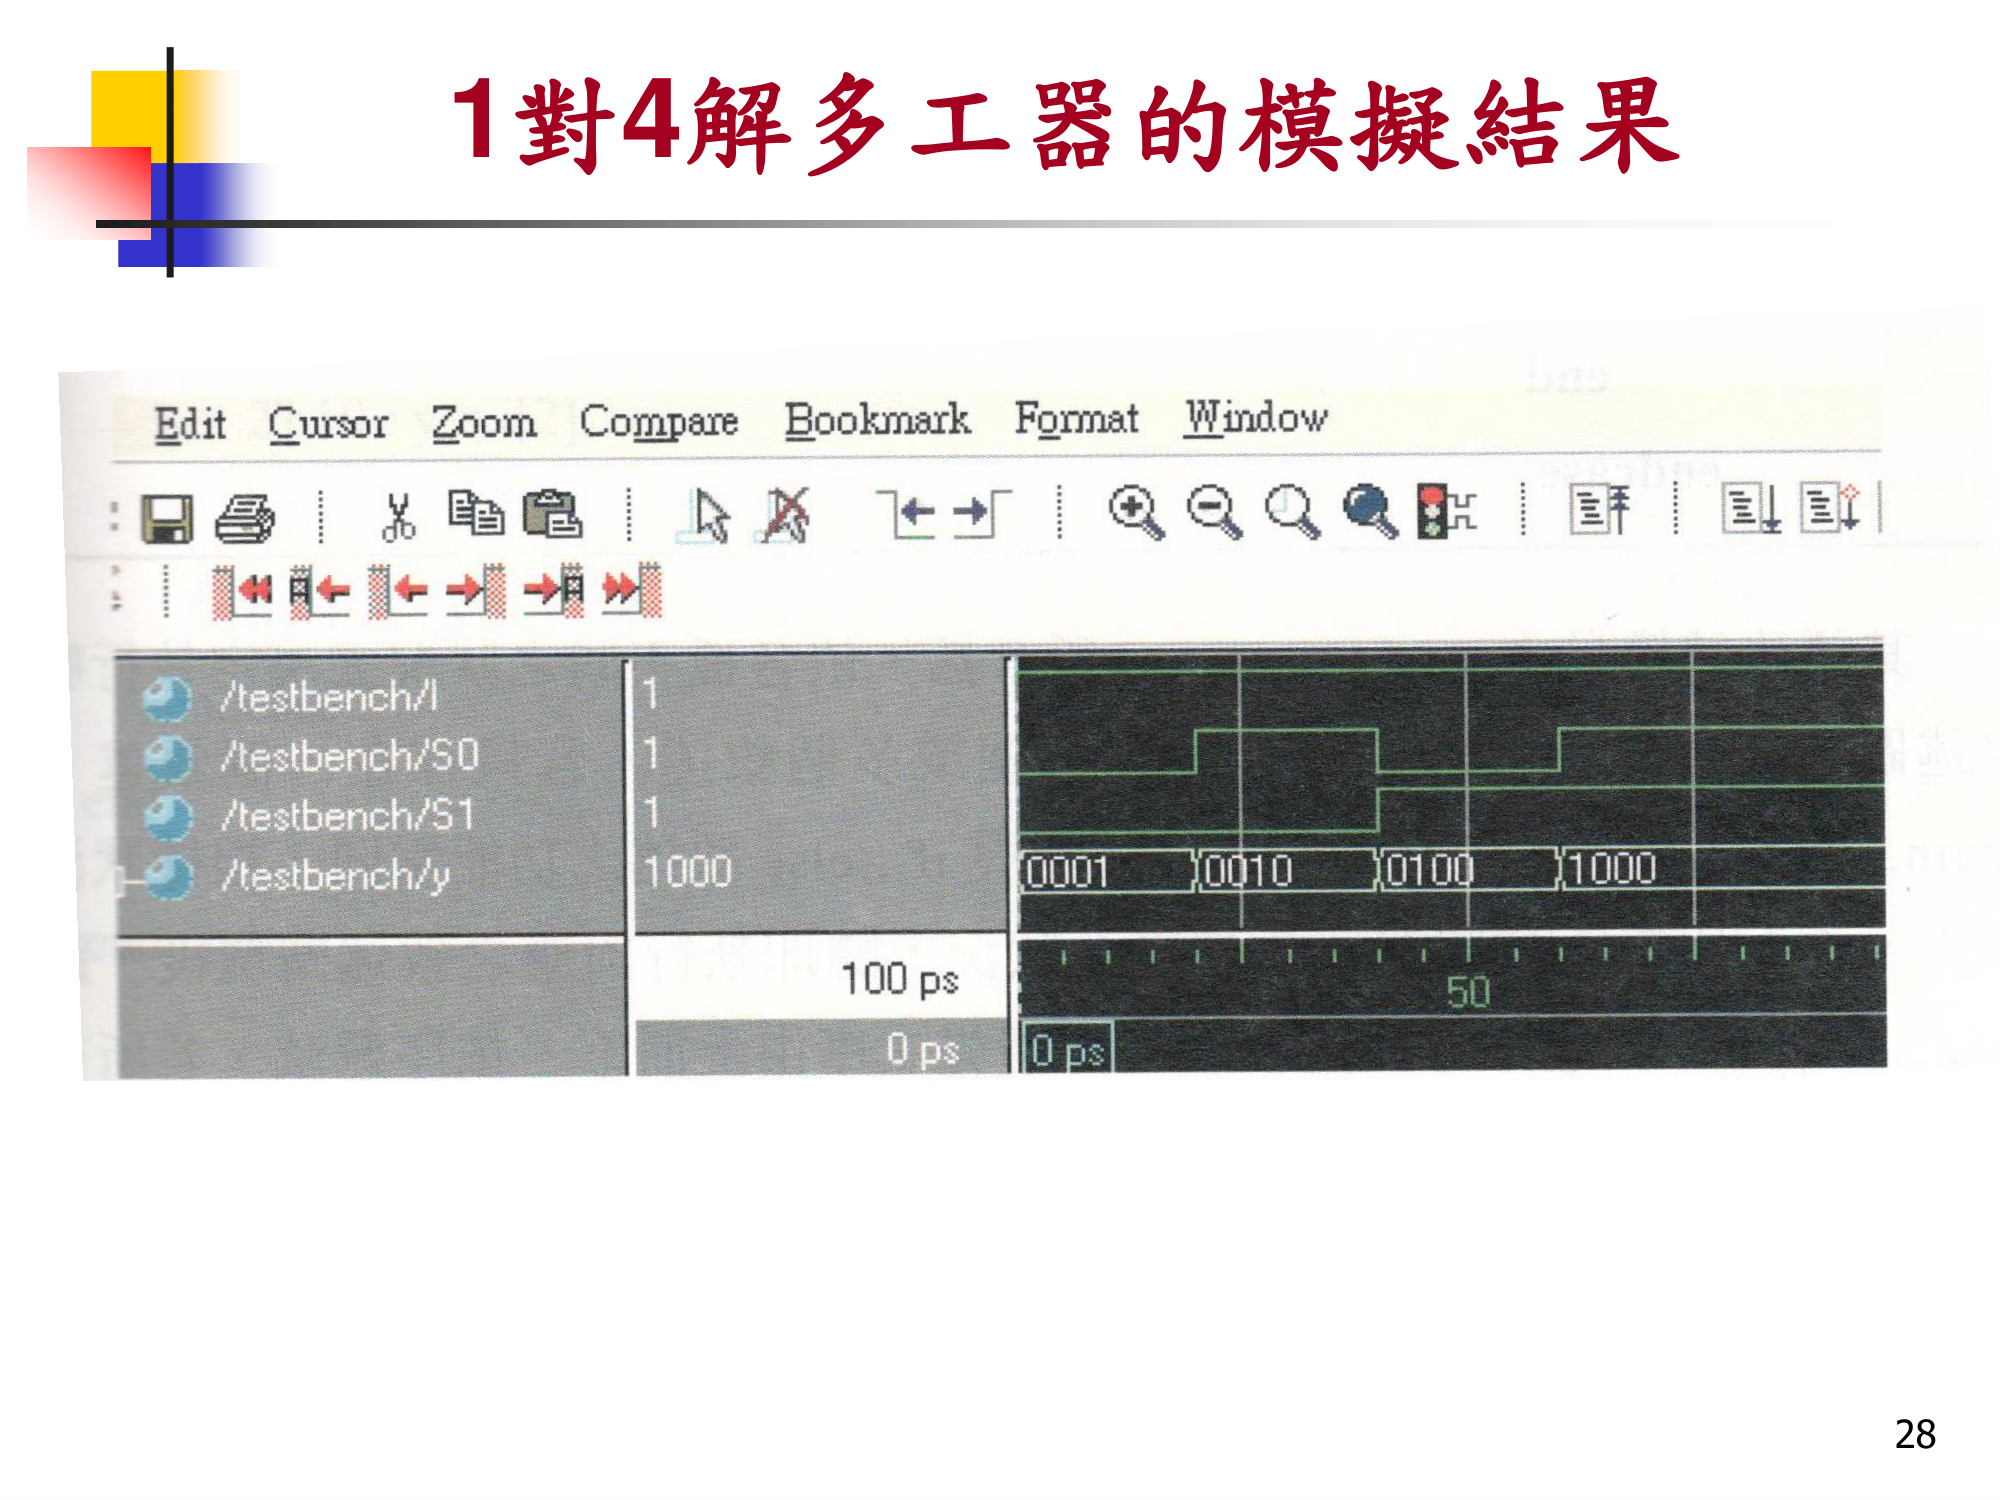 1對4解多工器的模擬結果
Edit Cursor Zoom Compare Bookmark Format Window
/testbench/I 1
/testbench/S0 1
/testbench/S1 1
/testbench/y 1000 0001 0010 0100 1000
100 ps 50
0 ps 0 ps
28